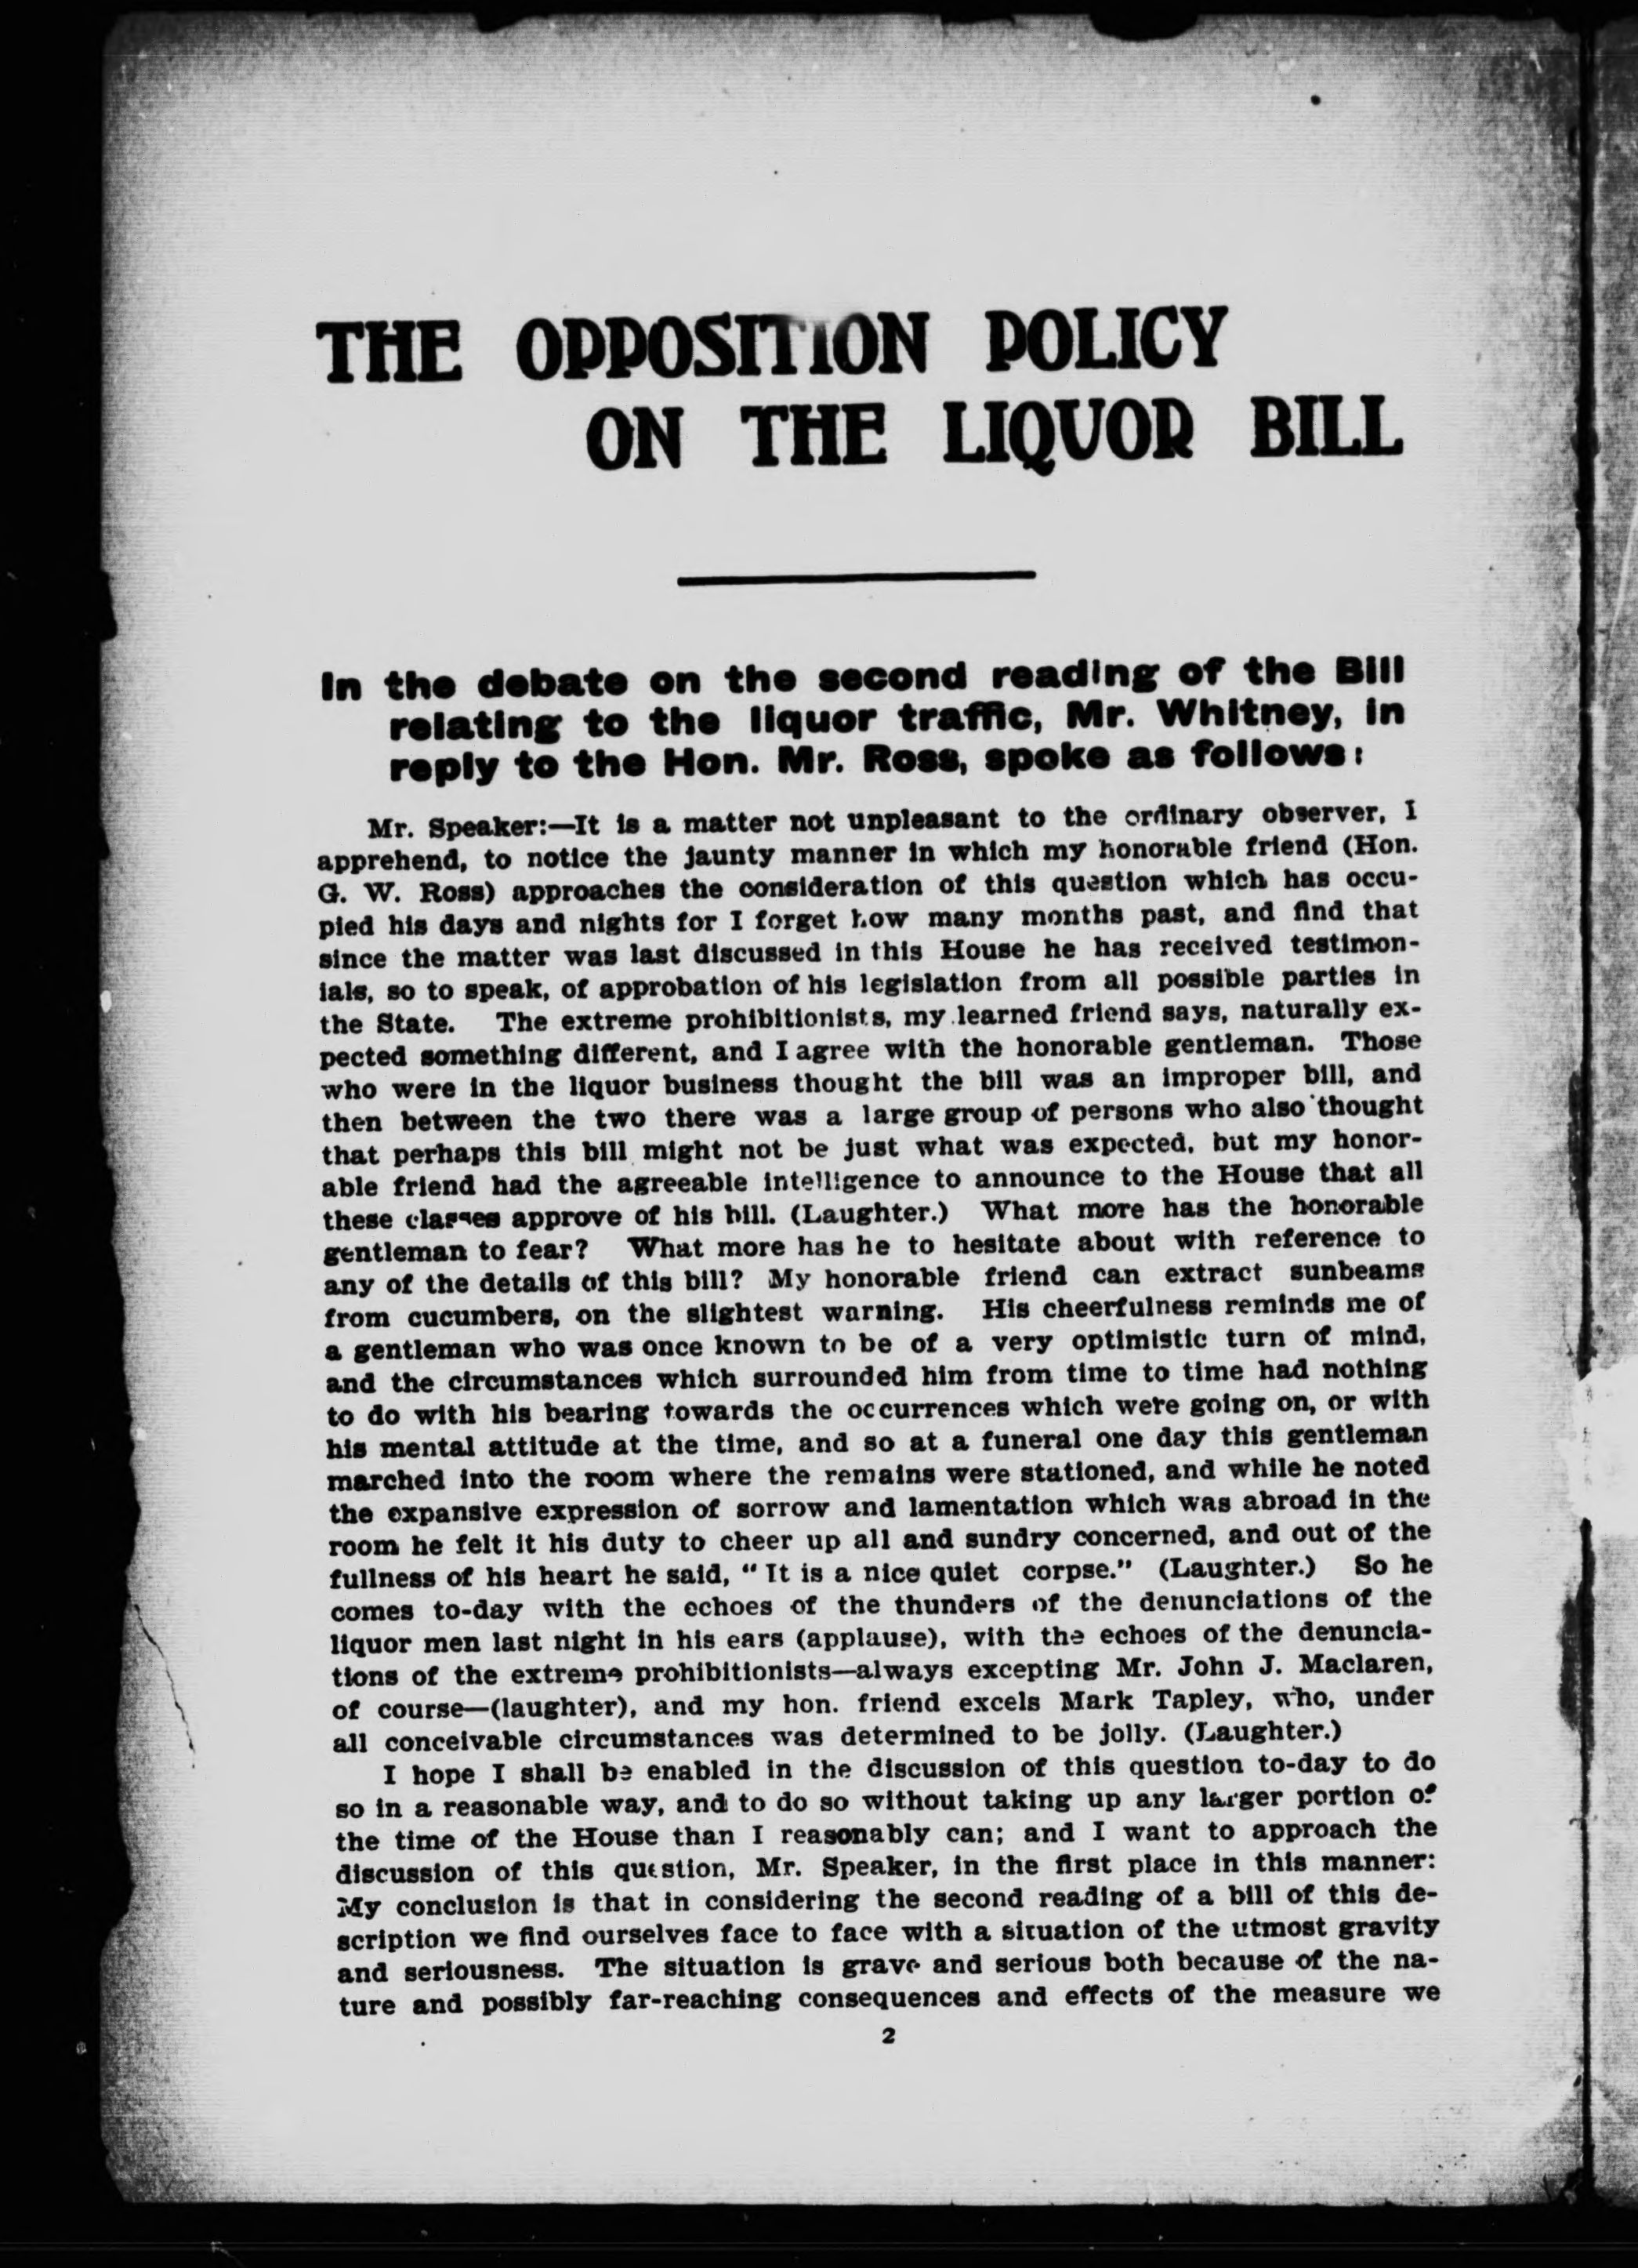 THE OPPOSITION POLICY
ON THE LIQUOR BILL
In the debate on the second reading of the Bill
relating to the liquor traffic, Mr. Whitney, in
reply to the Hon. Mr. Ross, spoke as follows:
Mr. Speaker:—It is a matter not unpleasant to the ordinary observer, I
apprehend, to notice the jaunty manner in which my honorable friend (Hon.
G. W. Ross) approaches the consideration of this question which has occu-
pied his days and nights for I forget how many months past, and find that
since the matter was last discussed in this House he has received testimon-
ials, so to speak, of approbation of his legislation from all possible parties in
the State. The extreme prohibitionists, my learned friend says, naturally ex-
pected something different, and I agree with the honorable gentleman. Those
who were in the liquor business thought the bill was an improper bill, and
then between the two there was a large group of persons who also thought
that perhaps this bill might not be just what was expected, but my honor-
able friend had the agreeable intelligence to announce to the House that all
these classes approve of his bill. (Laughter.) What more has the honorable
gentleman to fear? What more has he to hesitate about with reference to
any of the details of this bill? My honorable friend can extract sunbeams
from cucumbers, on the slightest warning. His cheerfulness reminds me of
a gentleman who was once known to be of a very optimistic turn of mind,
and the circumstances which surrounded him from time to time had nothing
to do with his bearing towards the occurrences which were going on, or with
his mental attitude at the time, and so at a funeral one day this gentleman
marched into the room where the remains were stationed, and while he noted
the expansive expression of sorrow and lamentation which was abroad in the
room he felt it his duty to cheer up all and sundry concerned, and out of the
fullness of his heart he said, "It is a nice quiet corpse." (Laughter.) So he
comes to-day with the echoes of the thunders of the denunciations of the
liquor men last night in his ears (applause), with the echoes of the denuncia-
tions of the extreme prohibitionists—always excepting Mr. John J. Maclaren,
of course—(laughter), and my hon. friend excels Mark Tapley, who, under
all conceivable circumstances was determined to be jolly. (Laughter.)
I hope I shall be enabled in the discussion of this question to-day to do
so in a reasonable way, and to do so without taking up any larger portion of
the time of the House than I reasonably can; and I want to approach the
discussion of this question, Mr. Speaker, in the first place in this manner:
My conclusion is that in considering the second reading of a bill of this de-
scription we find ourselves face to face with a situation of the utmost gravity
and seriousness. The situation is grave and serious both because of the na-
ture and possibly far-reaching consequences and effects of the measure we
2